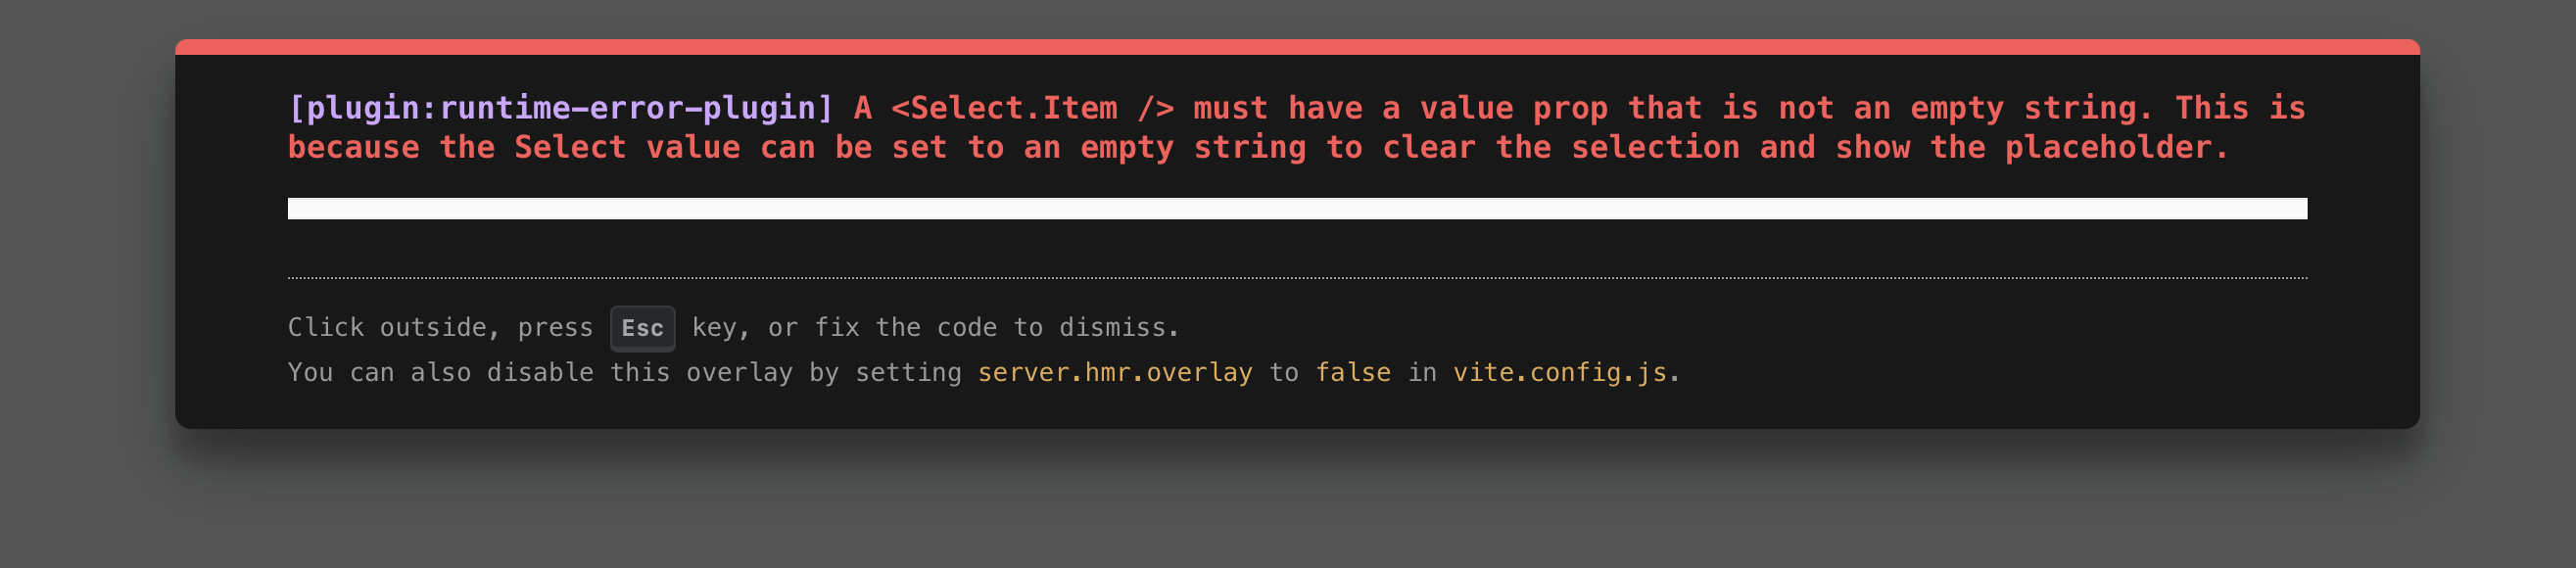 [plugin:runtime-error-plugin] A <Select.Item /> must have a value prop that is not an empty string. This is
because the Select value can be set to an empty string to clear the selection and show the placeholder.
Click outside, press Esc key, or fix the code to dismiss.
You can also disable this overlay by setting server.hmr.overlay to false in vite.config.js.